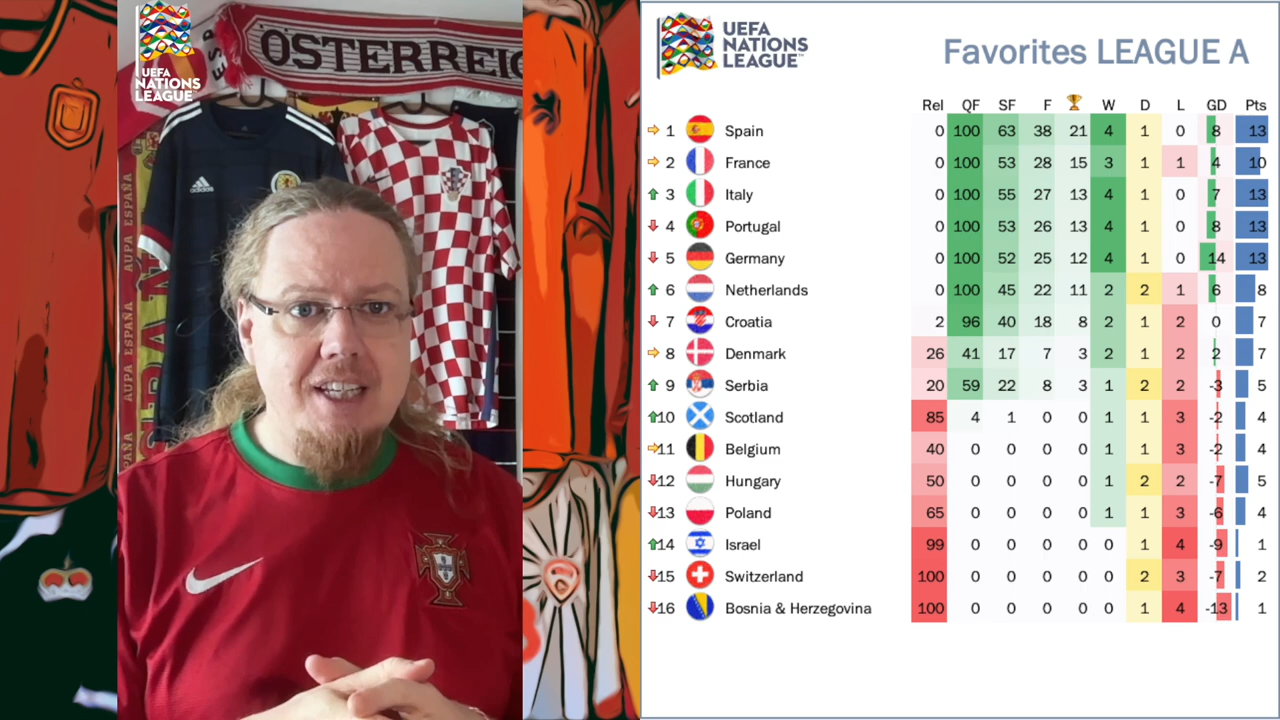 UEFA
NATIONS
LEAGUE
ESP
ÖSTERREIC
adidas
AUPA ESPAÑA
AUPA ESPAÑA
UEFA
NATIONS
LEAGUE™
Favorites LEAGUE A
Rel QF SF F W D L GD Pts
1 Spain 0 100 63 38 21 4 1 0 8 13
2 France 0 100 53 28 15 3 1 1 4 10
3 Italy 0 100 55 27 13 4 1 0 7 13
4 Portugal 0 100 53 26 13 4 1 0 8 13
5 Germany 0 100 52 25 12 4 1 0 14 13
6 Netherlands 0 100 45 22 11 2 2 1 6 8
7 Croatia 2 96 40 18 8 2 1 2 0 7
8 Denmark 26 41 17 7 3 2 1 2 2 7
9 Serbia 20 59 22 8 3 1 2 2 -3 5
10 Scotland 85 4 1 0 0 1 1 3 -2 4
11 Belgium 40 0 0 0 0 1 1 3 -2 4
12 Hungary 50 0 0 0 0 1 2 2 -7 5
13 Poland 65 0 0 0 0 1 1 3 -6 4
14 Israel 99 0 0 0 0 0 1 4 -9 1
15 Switzerland 100 0 0 0 0 0 2 3 -7 2
16 Bosnia & Herzegovina 100 0 0 0 0 0 1 4 -13 1